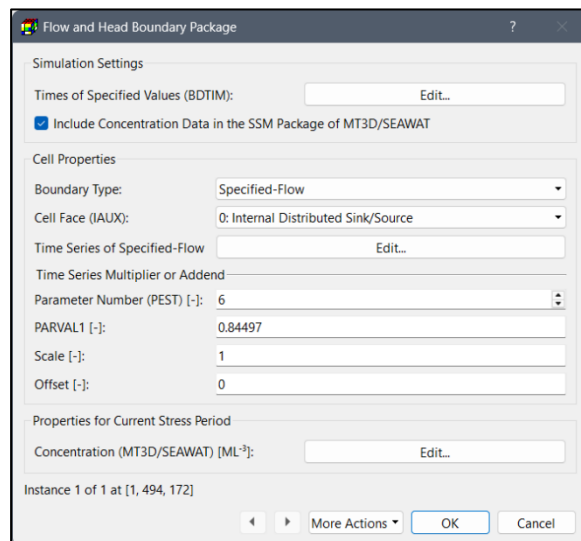 Flow and Head Boundary Package ?
Simulation Settings
Times of Specified Values (BDTIM): Edit...
Include Concentration Data in the SSM Package of MT3D/SEAWAT
Cell Properties
Boundary Type: Specified-Flow
Cell Face (IAUX): 0: Internal Distributed Sink/Source
Time Series of Specified-Flow Edit...
Time Series Multiplier or Addend
Parameter Number (PEST) [-]: 6
PARVAL1 [-]: 0.84497
Scale [-]: 1
Offset [-]: 0
Properties for Current Stress Period
Concentration (MT3D/SEAWAT) [ML⁻³]: Edit...
Instance 1 of 1 at [1, 494, 172]
More Actions OK Cancel